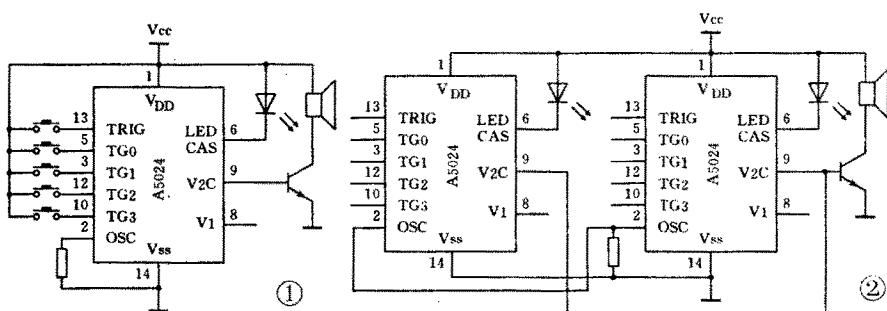 Vcc
1
VDD
13 TRIG
5 TG0
3 TG1
12 TG2
10 TG3
2 OSC
LED 6
CAS
V2C 9
V1 8
A5024
Vss
14
①
Vcc
1
VDD
13 TRIG
5 TG0
3 TG1
12 TG2
10 TG3
2 OSC
LED 6
CAS
V2C 9
V1 8
A5024
Vss
14
1
VDD
13 TRIG
5 TG0
3 TG1
12 TG2
10 TG3
2 OSC
LED 6
CAS
V2C 9
V1 8
A5024
Vss
14
②